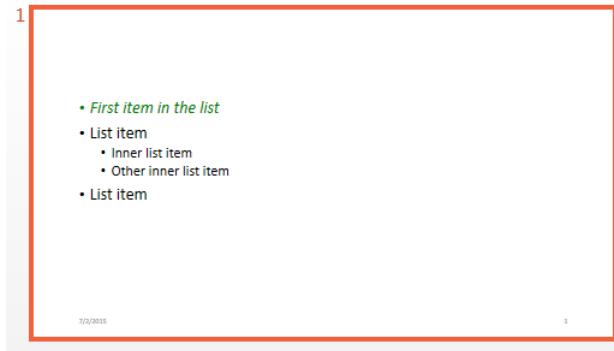 1
• First item in the list
• List item
• Inner list item
• Other inner list item
• List item
7/2/2015 1